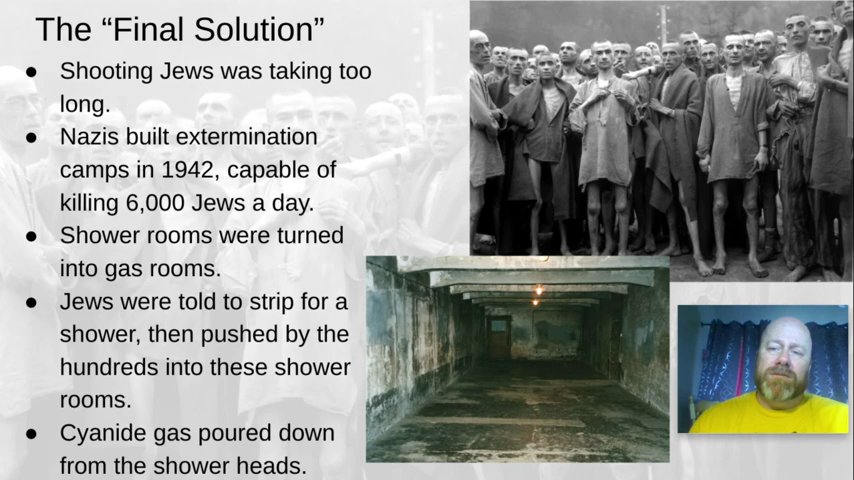 The “Final Solution”
● Shooting Jews was taking too
long.
● Nazis built extermination
camps in 1942, capable of
killing 6,000 Jews a day.
● Shower rooms were turned
into gas rooms.
● Jews were told to strip for a
shower, then pushed by the
hundreds into these shower
rooms.
● Cyanide gas poured down
from the shower heads.